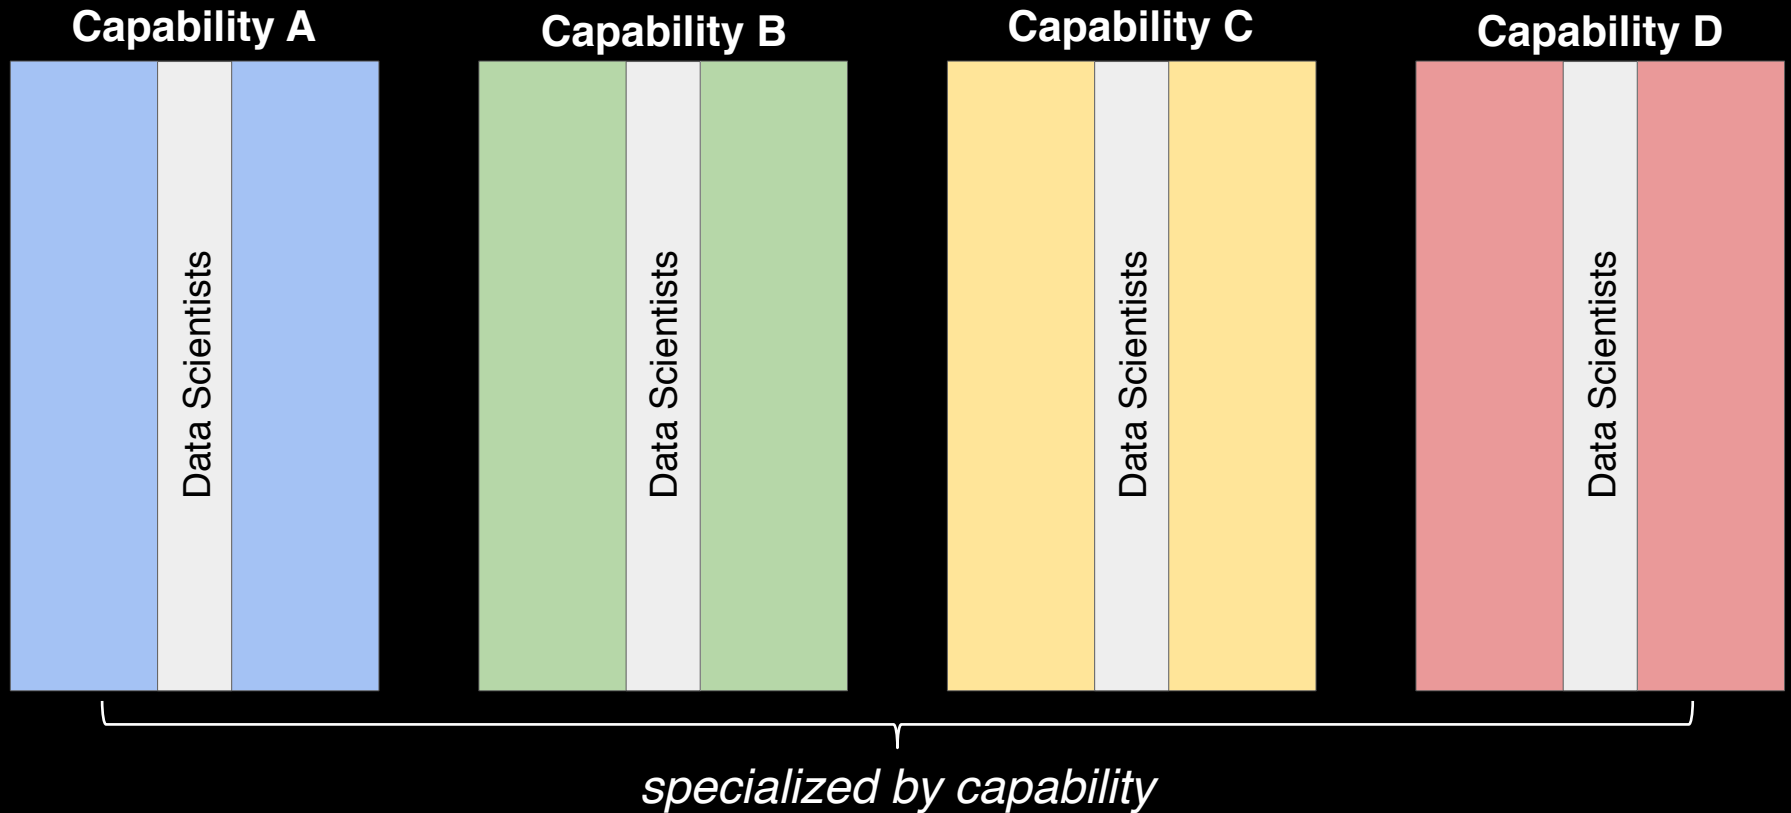 Capability A
Capability B
Capability C
Capability D
Data Scientists
Data Scientists
Data Scientists
Data Scientists
specialized by capability